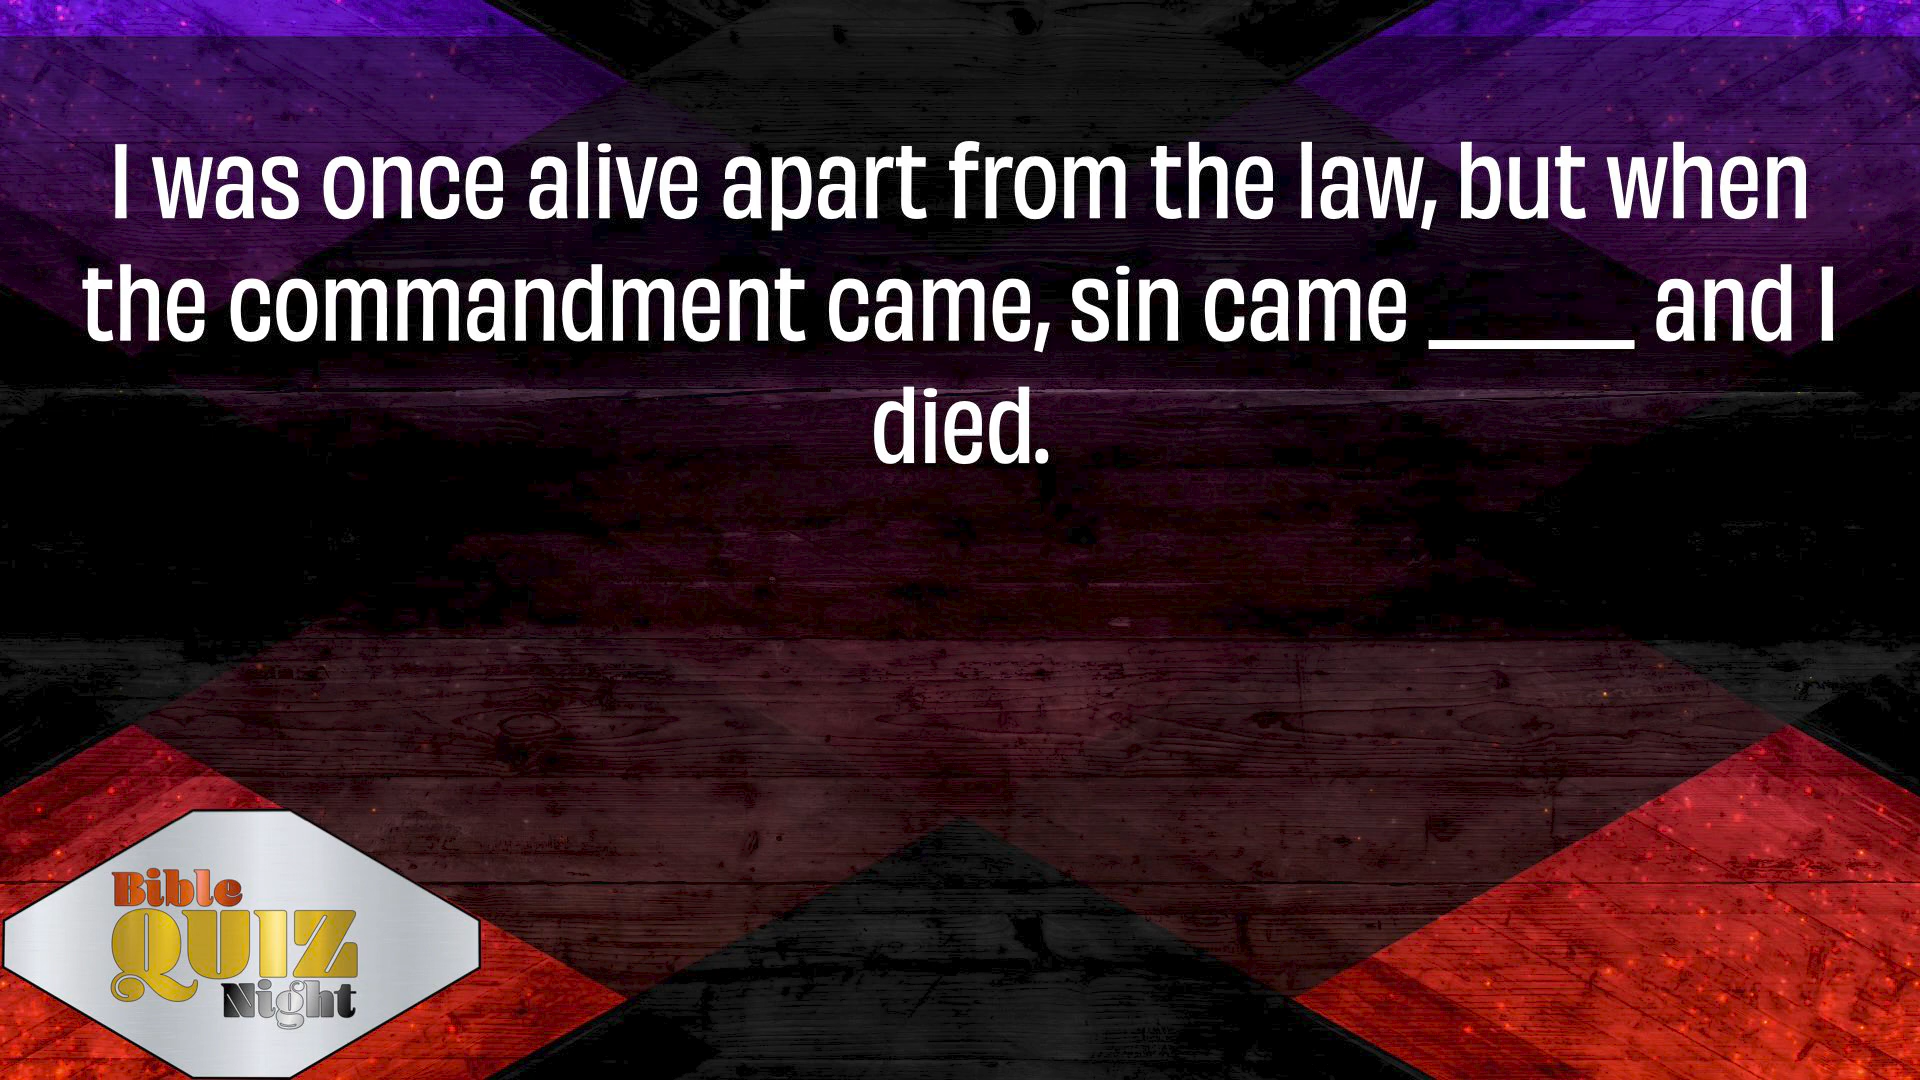 I was once alive apart from the law, but when
the commandment came, sin came _____ and I
died.
Bible
QUIZ
Night